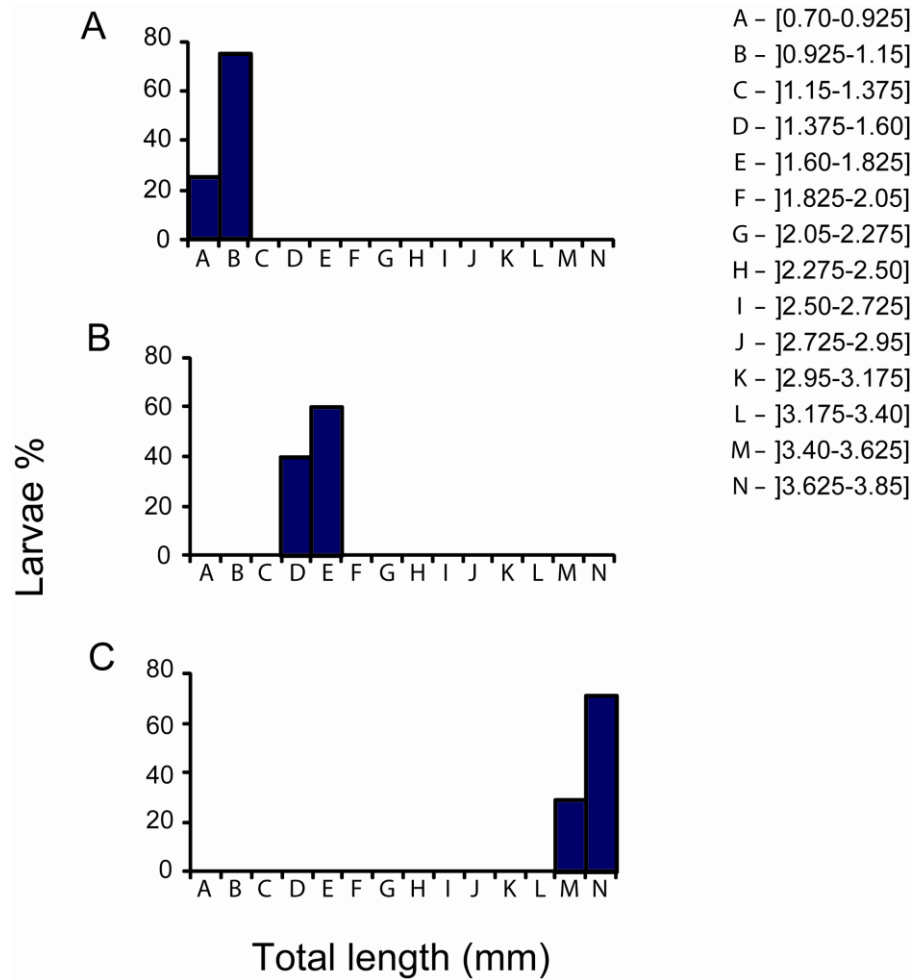 A
80
60
40
20
0
A B C D E F G H I J K L M N
B
80
60
40
20
0
A B C D E F G H I J K L M N
C
80
60
40
20
0
A B C D E F G H I J K L M N
Larvae %
Total length (mm)
A – [0.70-0.925]
B – ]0.925-1.15]
C – ]1.15-1.375]
D – ]1.375-1.60]
E – ]1.60-1.825]
F – ]1.825-2.05]
G – ]2.05-2.275]
H – ]2.275-2.50]
I – ]2.50-2.725]
J – ]2.725-2.95]
K – ]2.95-3.175]
L – ]3.175-3.40]
M – ]3.40-3.625]
N – ]3.625-3.85]